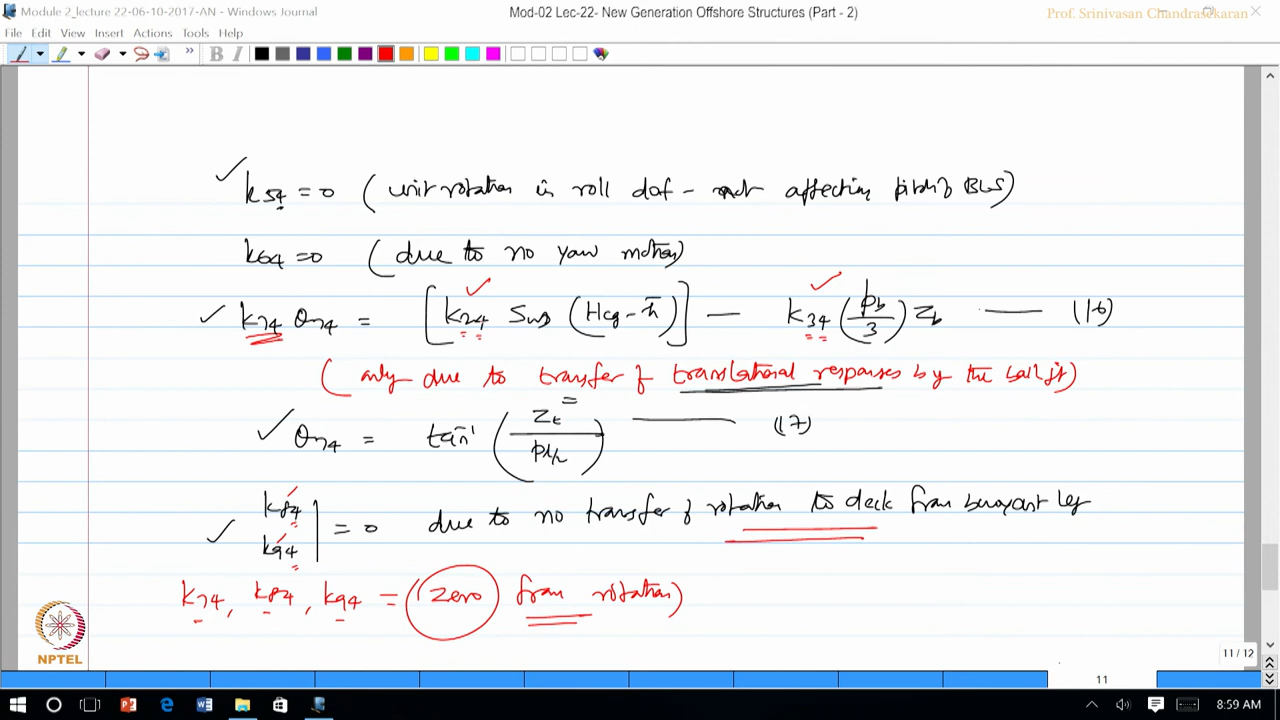 Module 2_lecture 22-06-10-2017-AN - Windows Journal
Mod-02 Lec-22- New Generation Offshore Structures (Part - 2)
Prof. Srinivasan Chandrasekaran
File Edit View Insert Actions Tools Help
k54 = 0 (unit rotation in roll dof - not affecting pitch of BLS)
k64 = 0 (due to no yaw motion)
k74 θ74 = [k24 (Hcg - h̄)] — k34 (Pb/3) Zb — (16)
(only due to transfer of translational responses by the ball jt)
θ74 = tan⁻¹ (Zt / Pl/2) — (17)
k84
k94 | = 0 due to no transfer of rotation to deck from buoyant leg
k74, k84, k94 = (zero from rotation)
NPTEL
11 / 12
11
8:59 AM